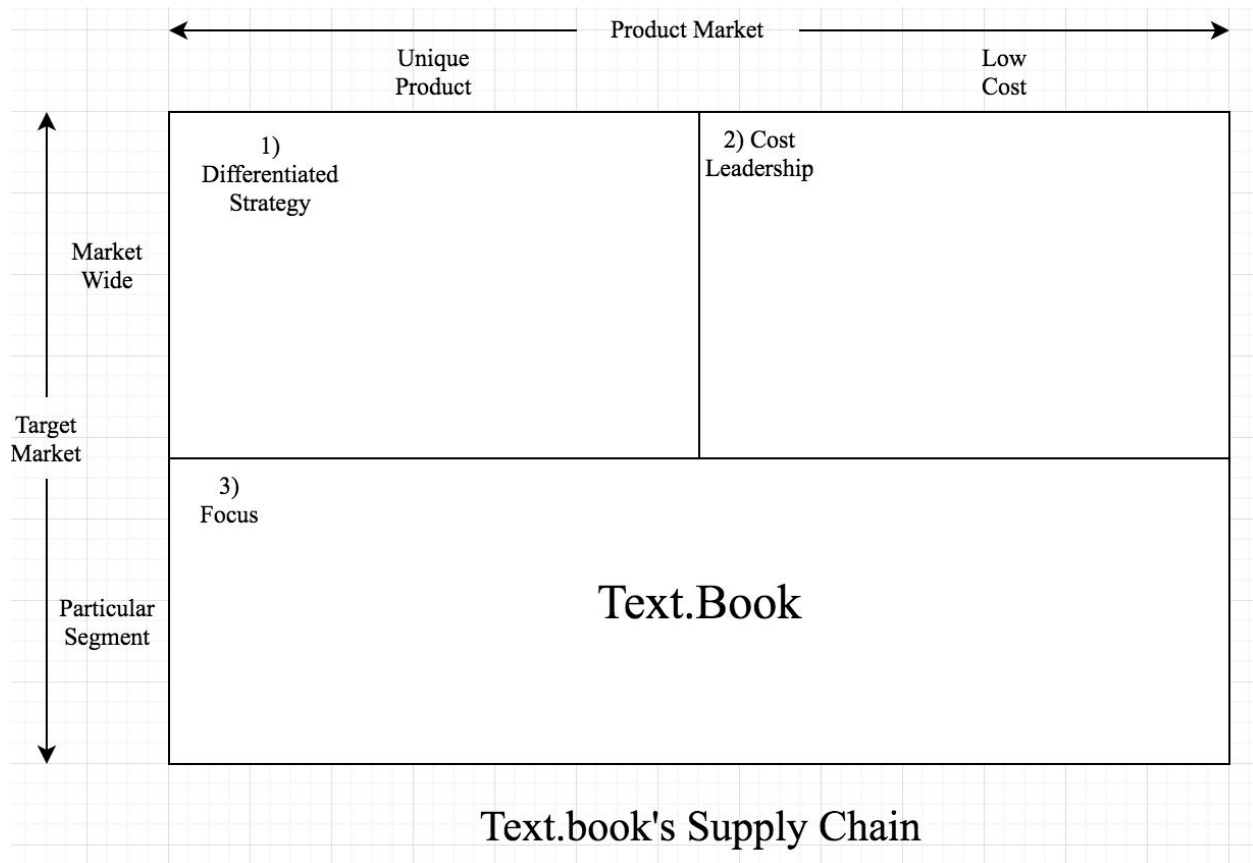 Product Market
Unique
Product
Low
Cost
1)
Differentiated
Strategy
2) Cost
Leadership
Market
Wide
Target
Market
3)
Focus
Particular
Segment
Text.Book
Text.book's Supply Chain